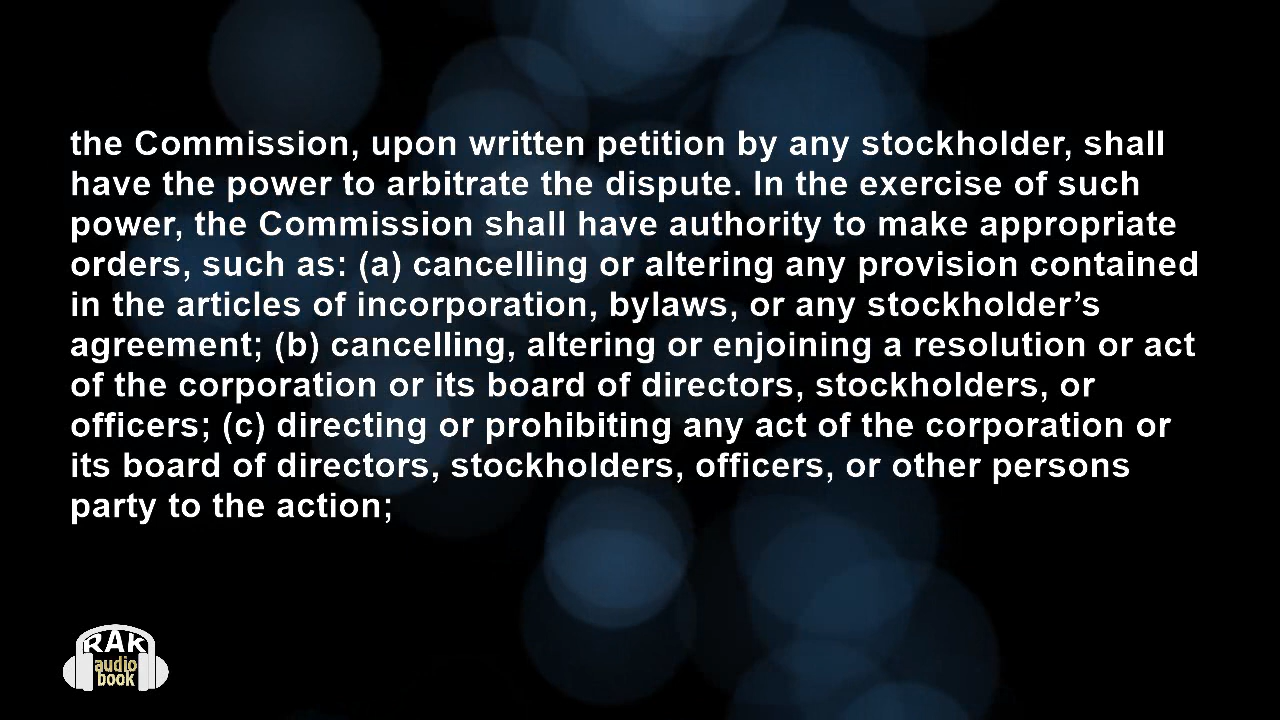 the Commission, upon written petition by any stockholder, shall
have the power to arbitrate the dispute. In the exercise of such
power, the Commission shall have authority to make appropriate
orders, such as: (a) cancelling or altering any provision contained
in the articles of incorporation, bylaws, or any stockholder’s
agreement; (b) cancelling, altering or enjoining a resolution or act
of the corporation or its board of directors, stockholders, or
officers; (c) directing or prohibiting any act of the corporation or
its board of directors, stockholders, officers, or other persons
party to the action;
RAK
audio
book